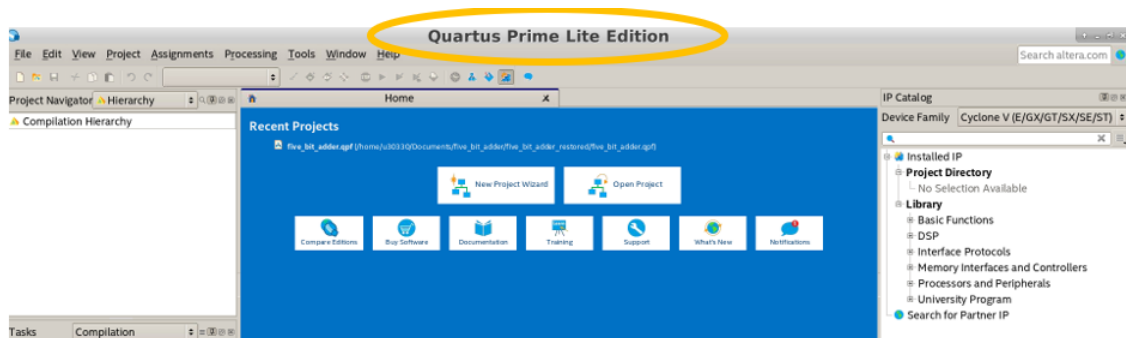 Quartus Prime Lite Edition
File Edit View Project Assignments Processing Tools Window Help
Search altera.com
Project Navigator Hierarchy
Compilation Hierarchy
Tasks Compilation
Home
Recent Projects
five_bit_adder.qpf (/home/u30330/Documents/five_bit_adder/five_bit_adder_restored/five_bit_adder.qpf)
New Project Wizard Open Project
Compare Editions Buy Software Documentation Training Support What's New Notifications
IP Catalog
Device Family Cyclone V (E/GX/GT/SX/SE/ST)
Installed IP
Project Directory
No Selection Available
Library
Basic Functions
DSP
Interface Protocols
Memory Interfaces and Controllers
Processors and Peripherals
University Program
Search for Partner IP